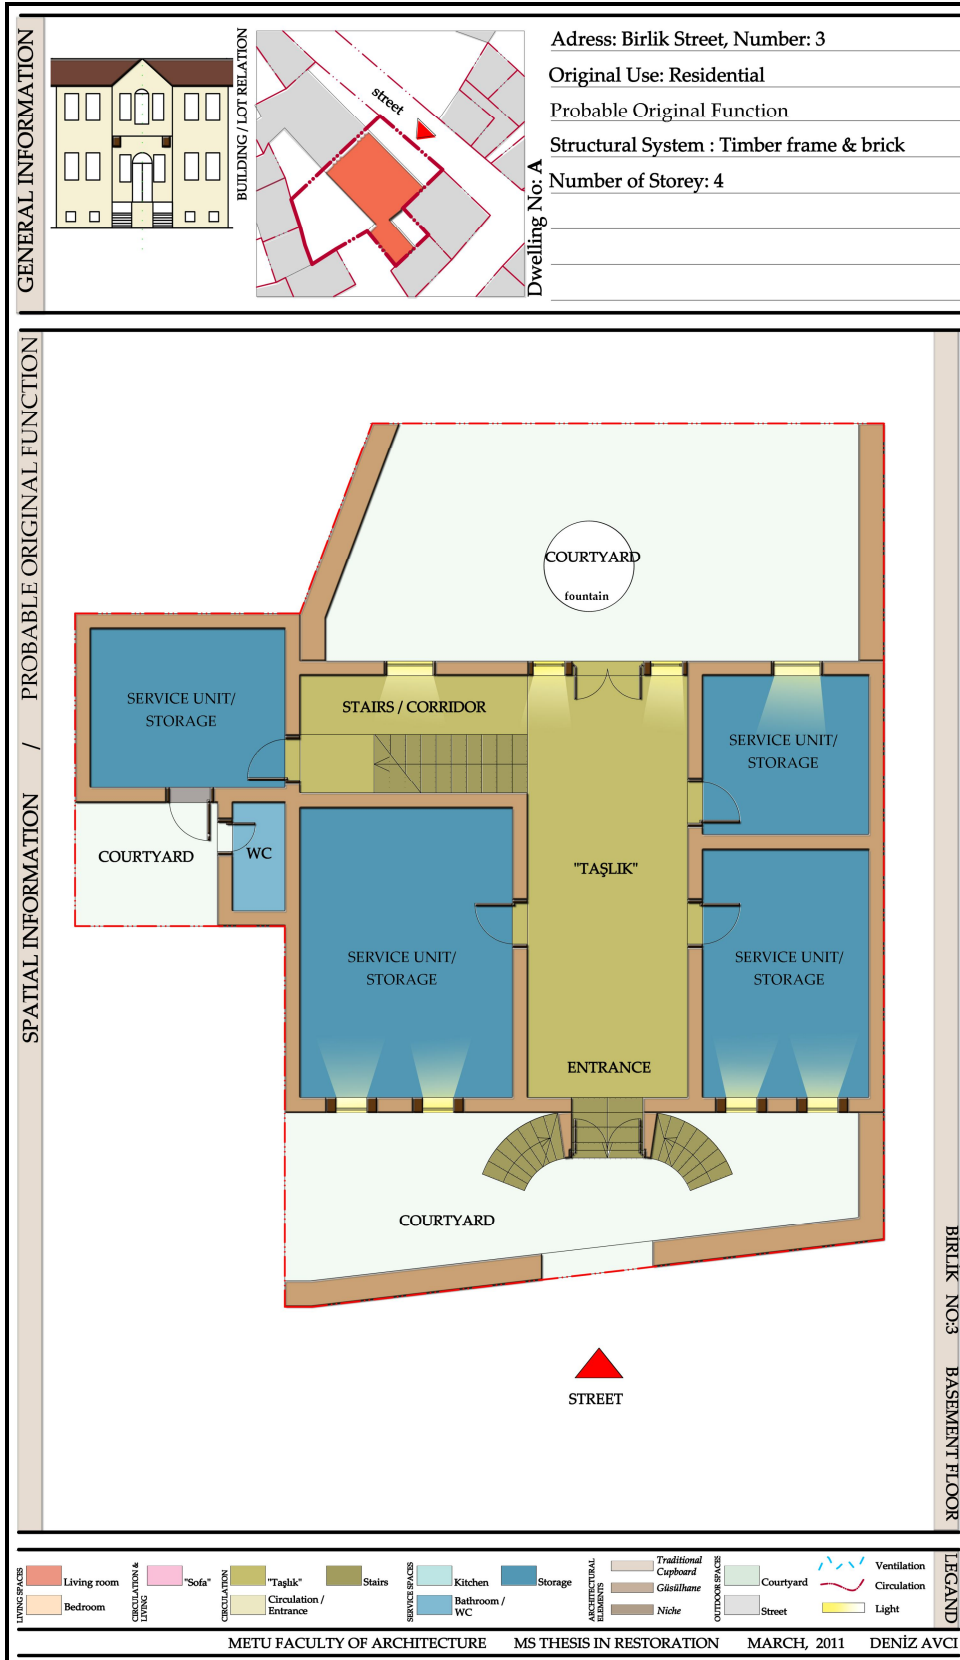 GENERAL INFORMATION
BUILDING / LOT RELATION
street
Dwelling No: A
Adress: Birlik Street, Number: 3
Original Use: Residential
Probable Original Function
Structural System : Timber frame & brick
Number of Storey: 4
SPATIAL INFORMATION / PROBABLE ORIGINAL FUNCTION
COURTYARD
fountain
SERVICE UNIT/
STORAGE
STAIRS / CORRIDOR
SERVICE UNIT/
STORAGE
COURTYARD
WC
"TAŞLIK"
SERVICE UNIT/
STORAGE
SERVICE UNIT/
STORAGE
ENTRANCE
COURTYARD
STREET
BİRLİK NO:3 BASEMENT FLOOR
LIVING SPACES
Living room
Bedroom
CIRCULATION &
LIVING
"Sofa"
CIRCULATION
"Taşlık"
Circulation /
Entrance
Stairs
SERVICE SPACES
Kitchen
Bathroom /
WC
Storage
ARCHITECTURAL
ELEMENTS
Traditional
Cupboard
Gusülhane
Niche
OUTDOOR SPACES
Courtyard
Street
Ventilation
Circulation
Light
LEGAND
METU FACULTY OF ARCHITECTURE MS THESIS IN RESTORATION MARCH, 2011 DENİZ AVCI